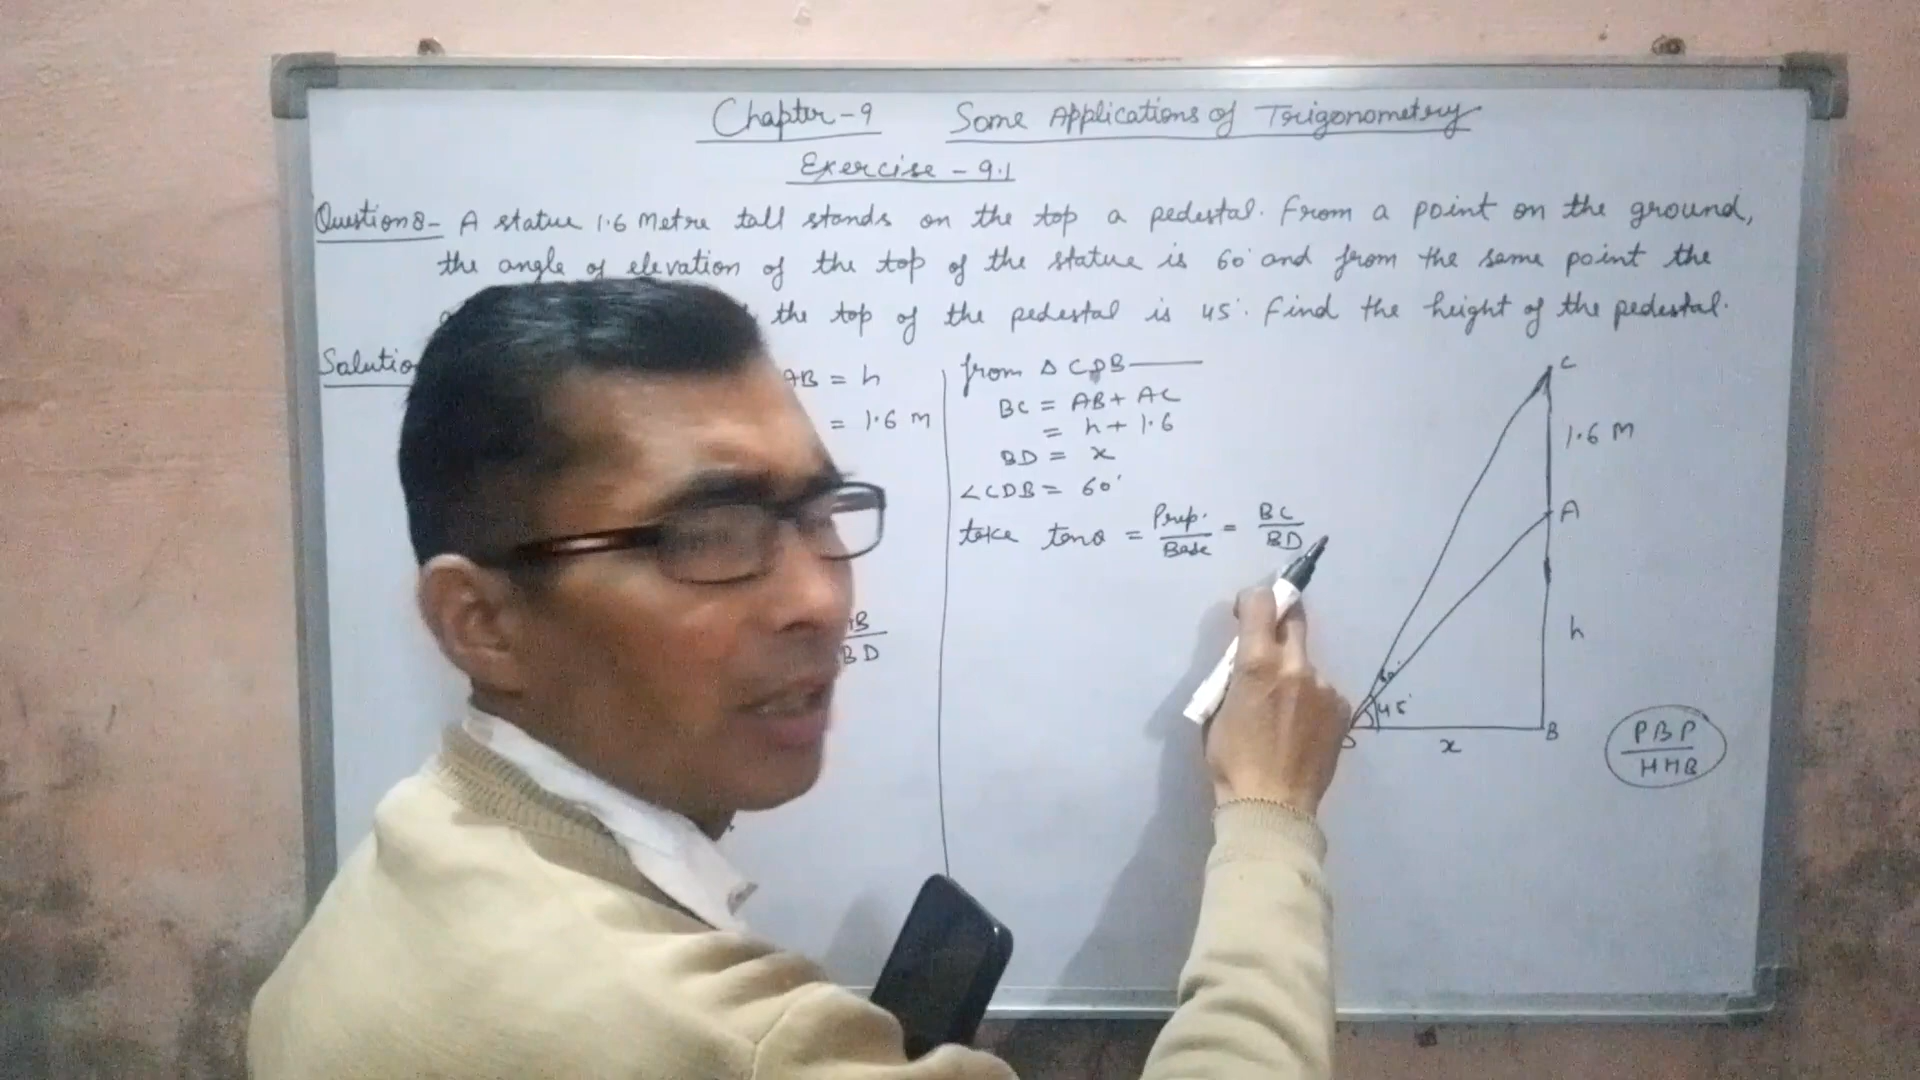 Chapter-9 Some Applications of Trigonometry
Exercise - 9.1
Question 8- A statue 1.6 Metre tall stands on the top a pedestal. From a point on the ground,
the angle of elevation of the top of the statue is 60° and from the same point the
the top of the pedestal is 45°. Find the height of the pedestal.
Solutio
AB = h
= 1.6 M
BD
from Δ CDB
BC = AB + AC
= h + 1.6
BD = x
∠CDB = 60°
take tanθ = Prep./Base = BC/BD
C
1.6 M
A
h
45°
x
B
PBP
HHB